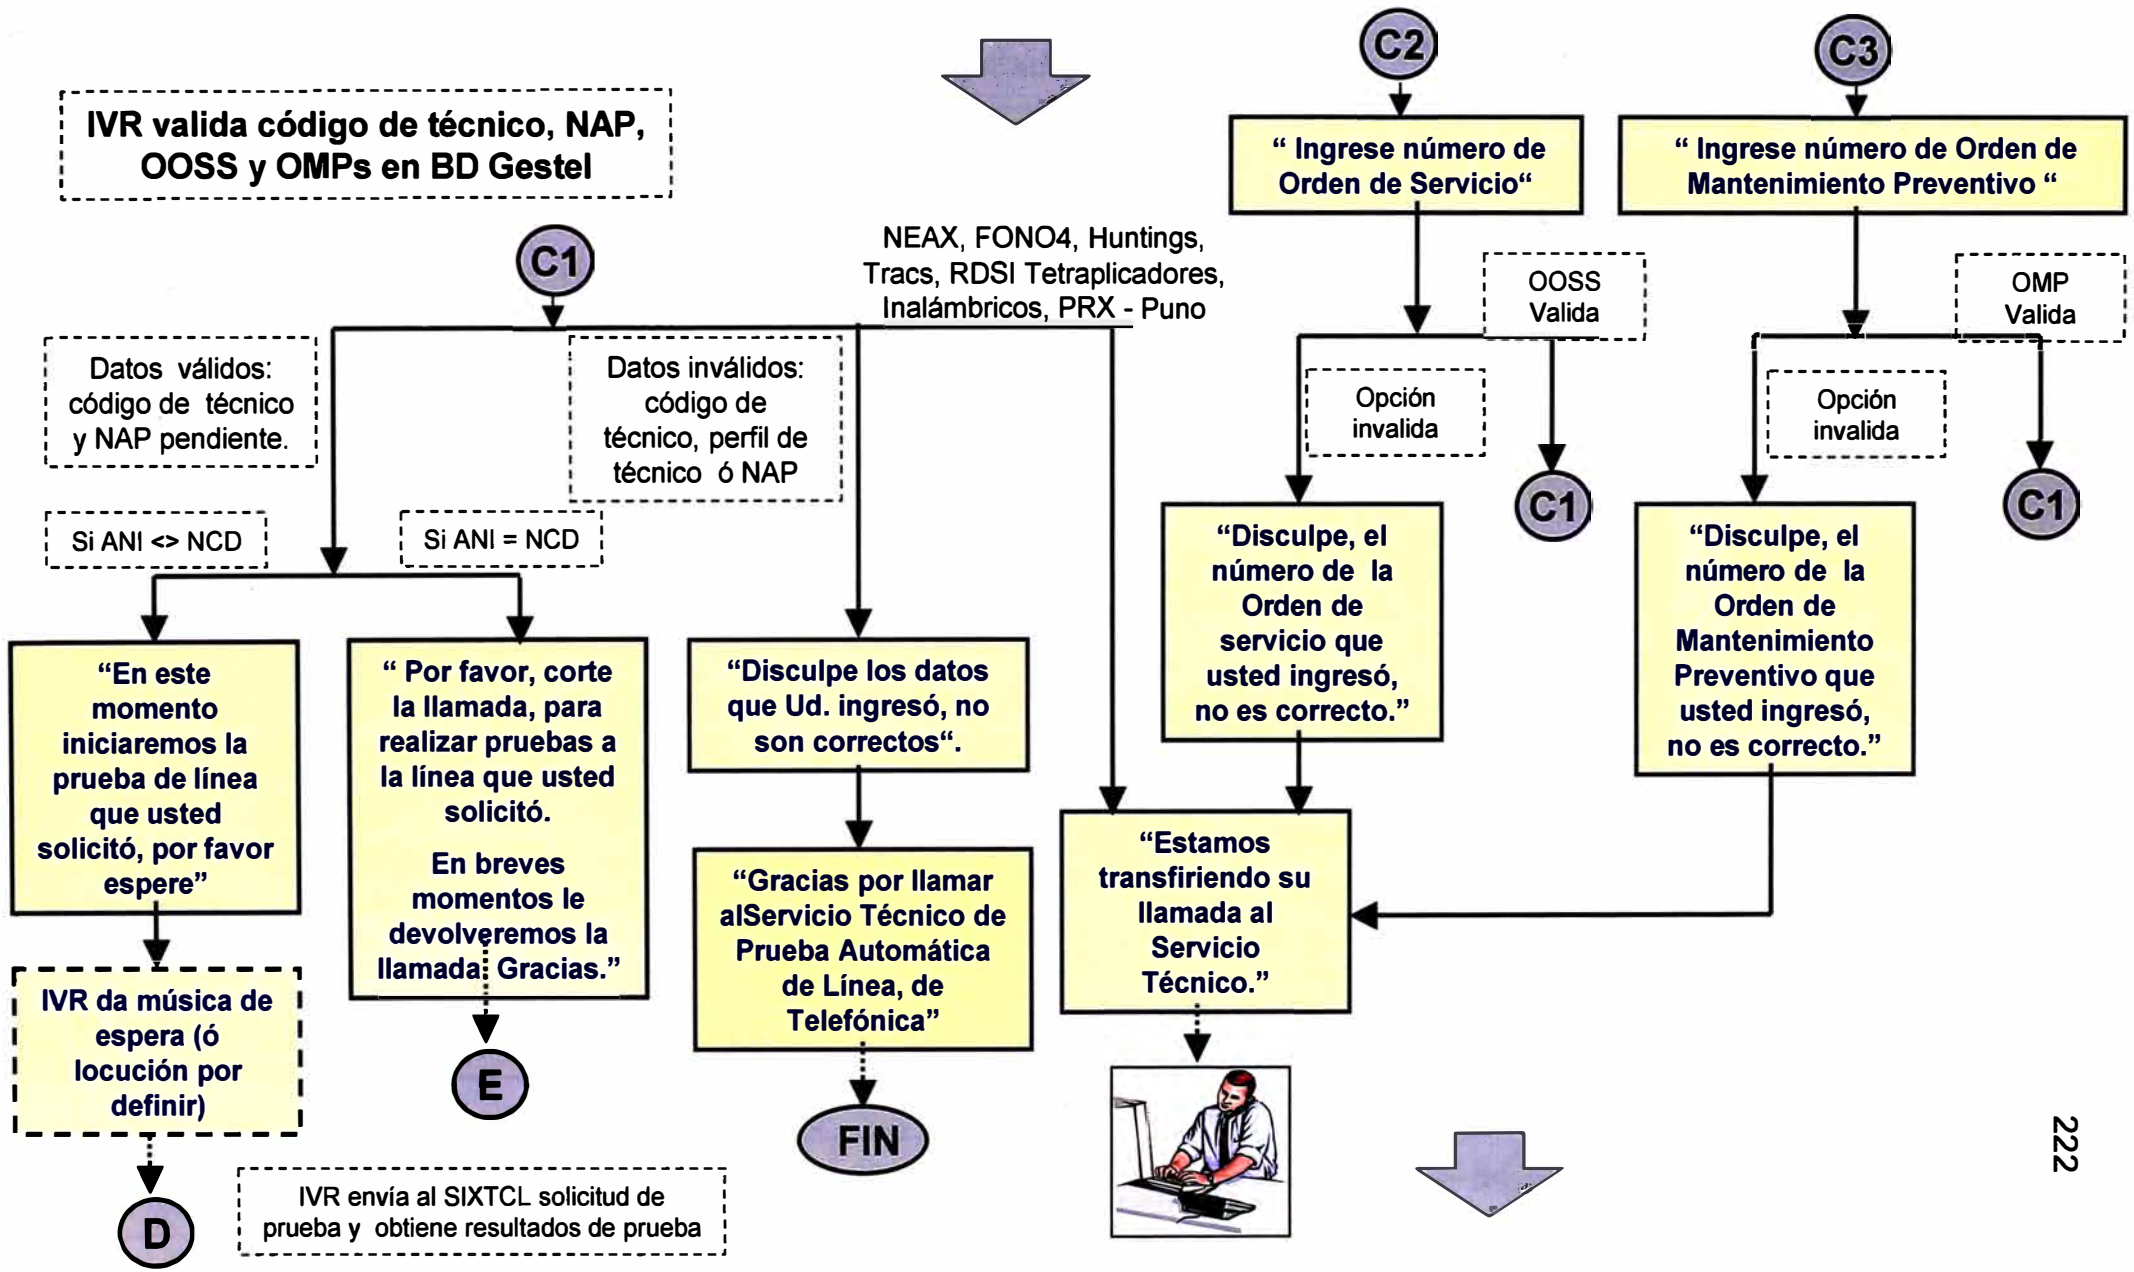 IVR valida código de técnico, NAP,
OOSS y OMPs en BD Gestel
C1
NEAX, FONO4, Huntings,
Tracs, RDSI Tetraplicadores,
Inalámbricos, PRX - Puno
Datos válidos:
código de técnico
y NAP pendiente.
Datos inválidos:
código de
técnico, perfil de
técnico ó NAP
Si ANI <> NCD
Si ANI = NCD
“En este
momento
iniciaremos la
prueba de línea
que usted
solicitó, por favor
espere”
“ Por favor, corte
la llamada, para
realizar pruebas a
la línea que usted
solicitó.
En breves
momentos le
devolveremos la
llamada. Gracias.”
“Disculpe los datos
que Ud. ingresó, no
son correctos“.
“Gracias por llamar
alServicio Técnico de
Prueba Automática
de Línea, de
Telefónica”
FIN
IVR da música de
espera (ó
locución por
definir)
E
D
IVR envía al SIXTCL solicitud de
prueba y obtiene resultados de prueba
C2
“ Ingrese número de
Orden de Servicio“
OOSS
Valida
Opción
invalida
C1
“Disculpe, el
número de la
Orden de
servicio que
usted ingresó,
no es correcto.”
“Estamos
transfiriendo su
llamada al
Servicio
Técnico.”
C3
“ Ingrese número de Orden de
Mantenimiento Preventivo “
OMP
Valida
Opción
invalida
C1
“Disculpe, el
número de la
Orden de
Mantenimiento
Preventivo que
usted ingresó,
no es correcto.”
222